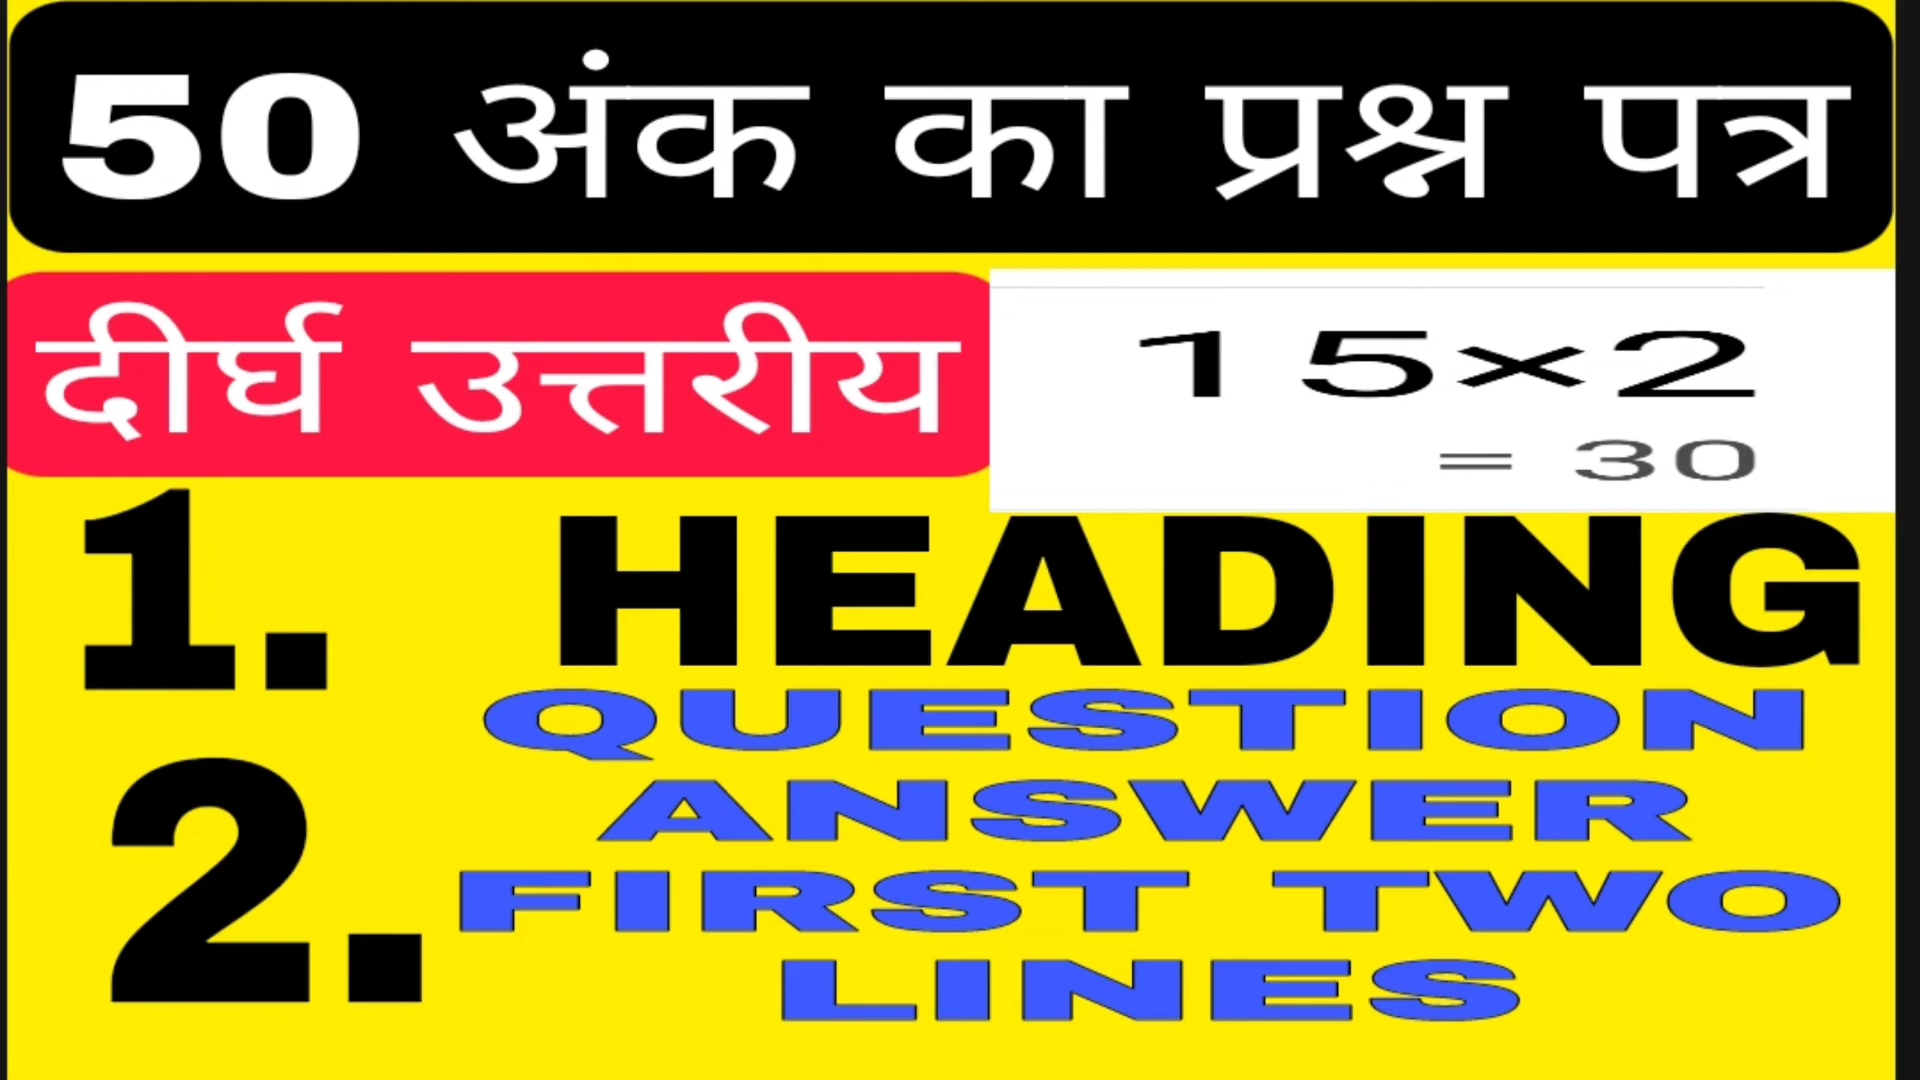 50 अंक का प्रश्न पत्र
दीर्घ उत्तरीय
15×2
= 30
1. HEADING
QUESTION
2. ANSWER
FIRST TWO
LINES